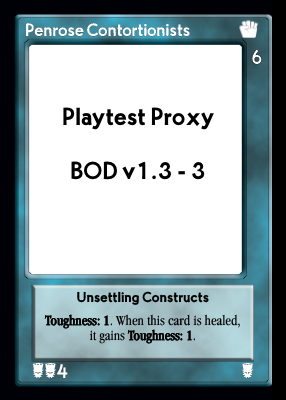 Penrose Contortionists
6
Playtest Proxy
BOD v1.3 - 3
Unsettling Constructs
Toughness: 1. When this card is healed,
it gains Toughness: 1.
4